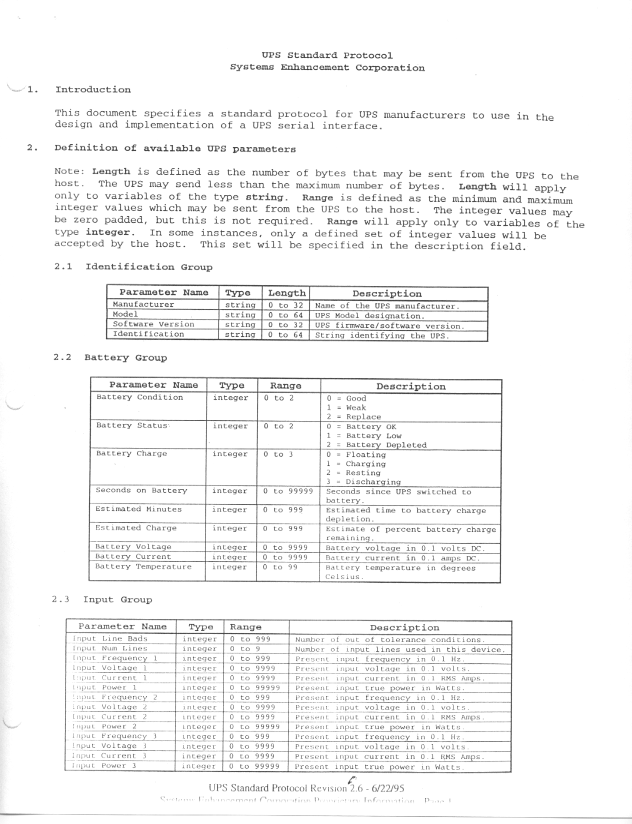 UPS Standard Protocol
Systems Enhancement Corporation
1. Introduction
This document specifies a standard protocol for UPS manufacturers to use in the
design and implementation of a UPS serial interface.
2. Definition of available UPS parameters
Note: Length is defined as the number of bytes that may be sent from the UPS to the
host. The UPS may send less than the maximum number of bytes. Length will apply
only to variables of the type string. Range is defined as the minimum and maximum
integer values which may be sent from the UPS to the host. The integer values may
be zero padded, but this is not required. Range will apply only to variables of the
type integer. In some instances, only a defined set of integer values will be
accepted by the host. This set will be specified in the description field.
2.1 Identification Group
Parameter Name Type Length Description
Manufacturer string 0 to 32 Name of the UPS manufacturer.
Model string 0 to 64 UPS Model designation.
Software Version string 0 to 32 UPS firmware/software version.
Identification string 0 to 64 String identifying the UPS.
2.2 Battery Group
Parameter Name Type Range Description
Battery Condition integer 0 to 2 0 = Good
1 = Weak
2 = Replace
Battery Status integer 0 to 2 0 = Battery OK
1 = Battery Low
2 = Battery Depleted
Battery Charge integer 0 to 3 0 = Floating
1 = Charging
2 = Resting
3 = Discharging
Seconds on Battery integer 0 to 99999 Seconds since UPS switched to
battery.
Estimated Minutes integer 0 to 999 Estimated time to battery charge
depletion.
Estimated Charge integer 0 to 999 Estimate of percent battery charge
remaining.
Battery Voltage integer 0 to 9999 Battery voltage in 0.1 volts DC.
Battery Current integer 0 to 9999 Battery current in 0.1 amps DC.
Battery Temperature integer 0 to 99 Battery temperature in degrees
Celsius.
2.3 Input Group
Parameter Name Type Range Description
Input Line Bads integer 0 to 999 Number of out of tolerance conditions.
Input Num Lines integer 0 to 9 Number of input lines used in this device.
Input Frequency 1 integer 0 to 999 Present input frequency in 0.1 Hz.
Input Voltage 1 integer 0 to 9999 Present input voltage in 0.1 volts.
Input Current 1 integer 0 to 9999 Present input current in 0.1 RMS Amps.
Input Power 1 integer 0 to 99999 Present input true power in Watts.
Input Frequency 2 integer 0 to 999 Present input frequency in 0.1 Hz.
Input Voltage 2 integer 0 to 9999 Present input voltage in 0.1 volts.
Input Current 2 integer 0 to 9999 Present input current in 0.1 RMS Amps.
Input Power 2 integer 0 to 99999 Present input true power in Watts.
Input Frequency 3 integer 0 to 999 Present input frequency in 0.1 Hz.
Input Voltage 3 integer 0 to 9999 Present input voltage in 0.1 volts.
Input Current 3 integer 0 to 9999 Present input current in 0.1 RMS Amps.
Input Power 3 integer 0 to 99999 Present input true power in Watts.
UPS Standard Protocol Revision 2.6 - 6/22/95
Systems Enhancement Corporation Proprietary Information Page 1